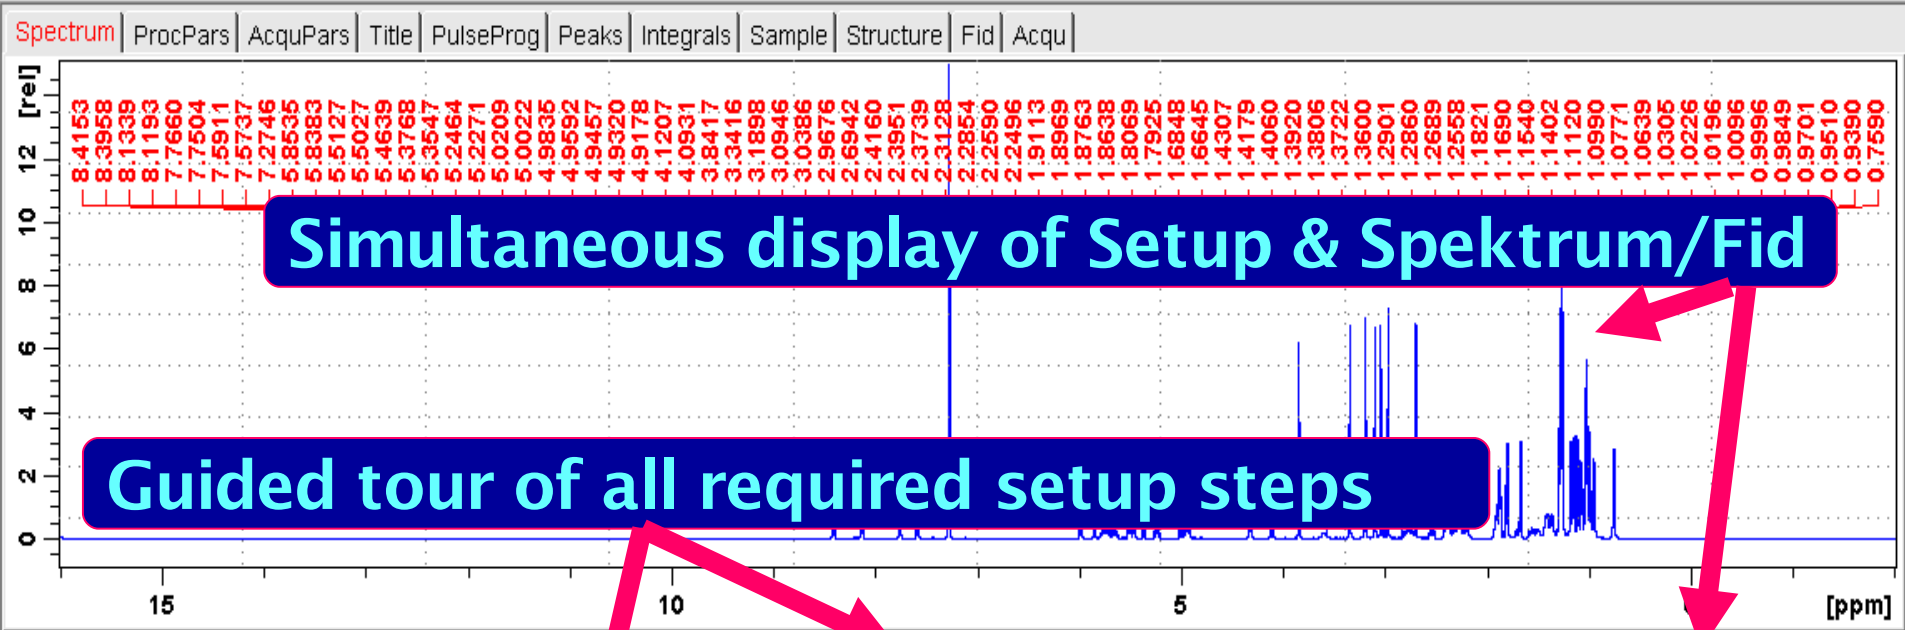 Spectrum ProcPars AcquPars Title PulseProg Peaks Integrals Sample Structure Fid Acqu
[rel]
8.4153 8.3958 8.1339 8.1193 7.7660 7.7504 7.5911 7.5737 7.2746 5.8535 5.8383 5.5127 5.5027 5.4639 5.3768 5.3547 5.2464 5.2271 5.0209 5.0022 4.9835 4.9592 4.9457 4.9320 4.9178 4.1207 4.0931 3.8417 3.3416 3.1898 3.0946 3.0386 2.9676 2.6942 2.4160 2.3951 2.3739 2.3128 2.2854 2.2590 2.2496 1.9113 1.8969 1.8763 1.8638 1.8069 1.7925 1.6848 1.6645 1.4307 1.4179 1.4060 1.3920 1.3806 1.3722 1.3600 1.2901 1.2860 1.2689 1.2558 1.1821 1.1690 1.1540 1.1402 1.1120 1.0990 1.0771 1.0639 1.0305 1.0226 1.0196 1.0096 0.9996 0.9849 0.9701 0.9510 0.9390 0.7590
12
10
Simultaneous display of Setup & Spektrum/Fid
8
6
4
Guided tour of all required setup steps
2
0
15 10 5 [ppm]